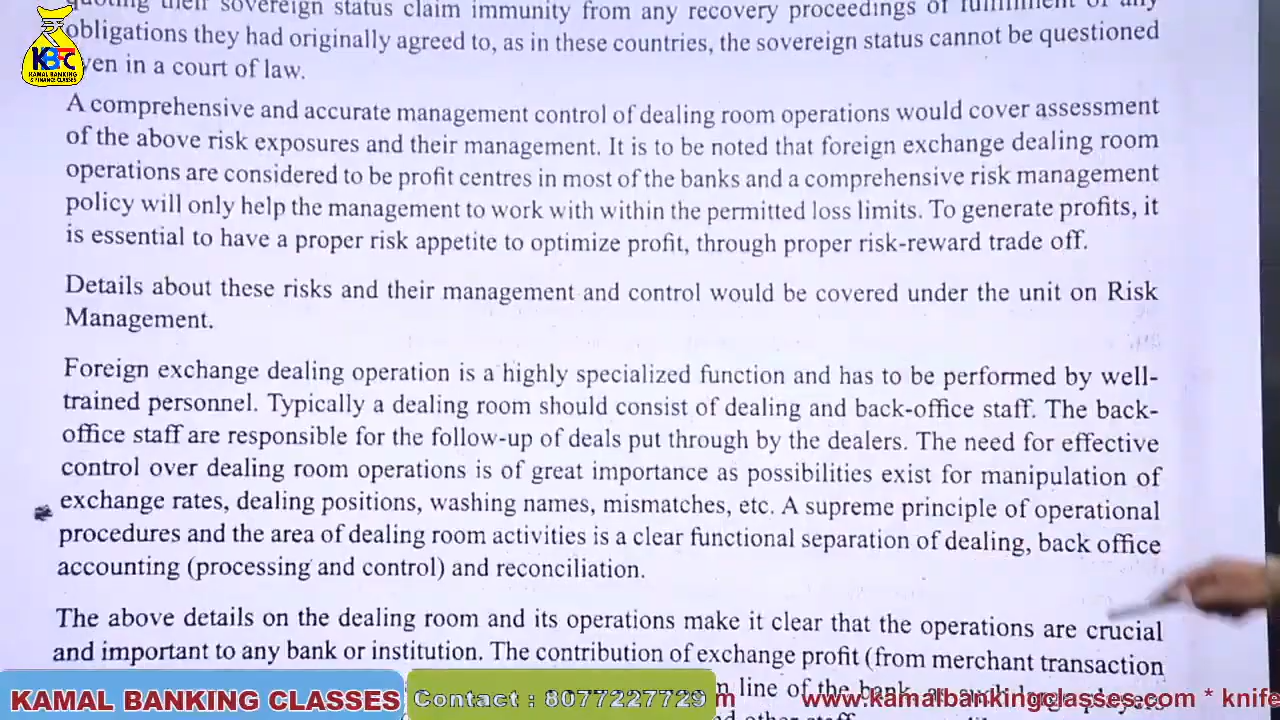 quoting their sovereign status claim immunity from any recovery proceedings or fulfilment of any
obligations they had originally agreed to, as in these countries, the sovereign status cannot be questioned
ven in a court of law.
A comprehensive and accurate management control of dealing room operations would cover assessment
of the above risk exposures and their management. It is to be noted that foreign exchange dealing room
operations are considered to be profit centres in most of the banks and a comprehensive risk management
policy will only help the management to work with within the permitted loss limits. To generate profits, it
is essential to have a proper risk appetite to optimize profit, through proper risk-reward trade off.
Details about these risks and their management and control would be covered under the unit on Risk
Management.
Foreign exchange dealing operation is a highly specialized function and has to be performed by well-
trained personnel. Typically a dealing room should consist of dealing and back-office staff. The back-
office staff are responsible for the follow-up of deals put through by the dealers. The need for effective
control over dealing room operations is of great importance as possibilities exist for manipulation of
exchange rates, dealing positions, washing names, mismatches, etc. A supreme principle of operational
procedures and the area of dealing room activities is a clear functional separation of dealing, back office
accounting (processing and control) and reconciliation.
The above details on the dealing room and its operations make it clear that the operations are crucial
and important to any bank or institution. The contribution of exchange profit (from merchant transaction
line of the bank
and other staff
KBFC
KAMAL BANKING
& FINANCE CLASSES
KAMAL BANKING CLASSES
Contact : 8077227729
m www.kamalbankingclasses.com * knife